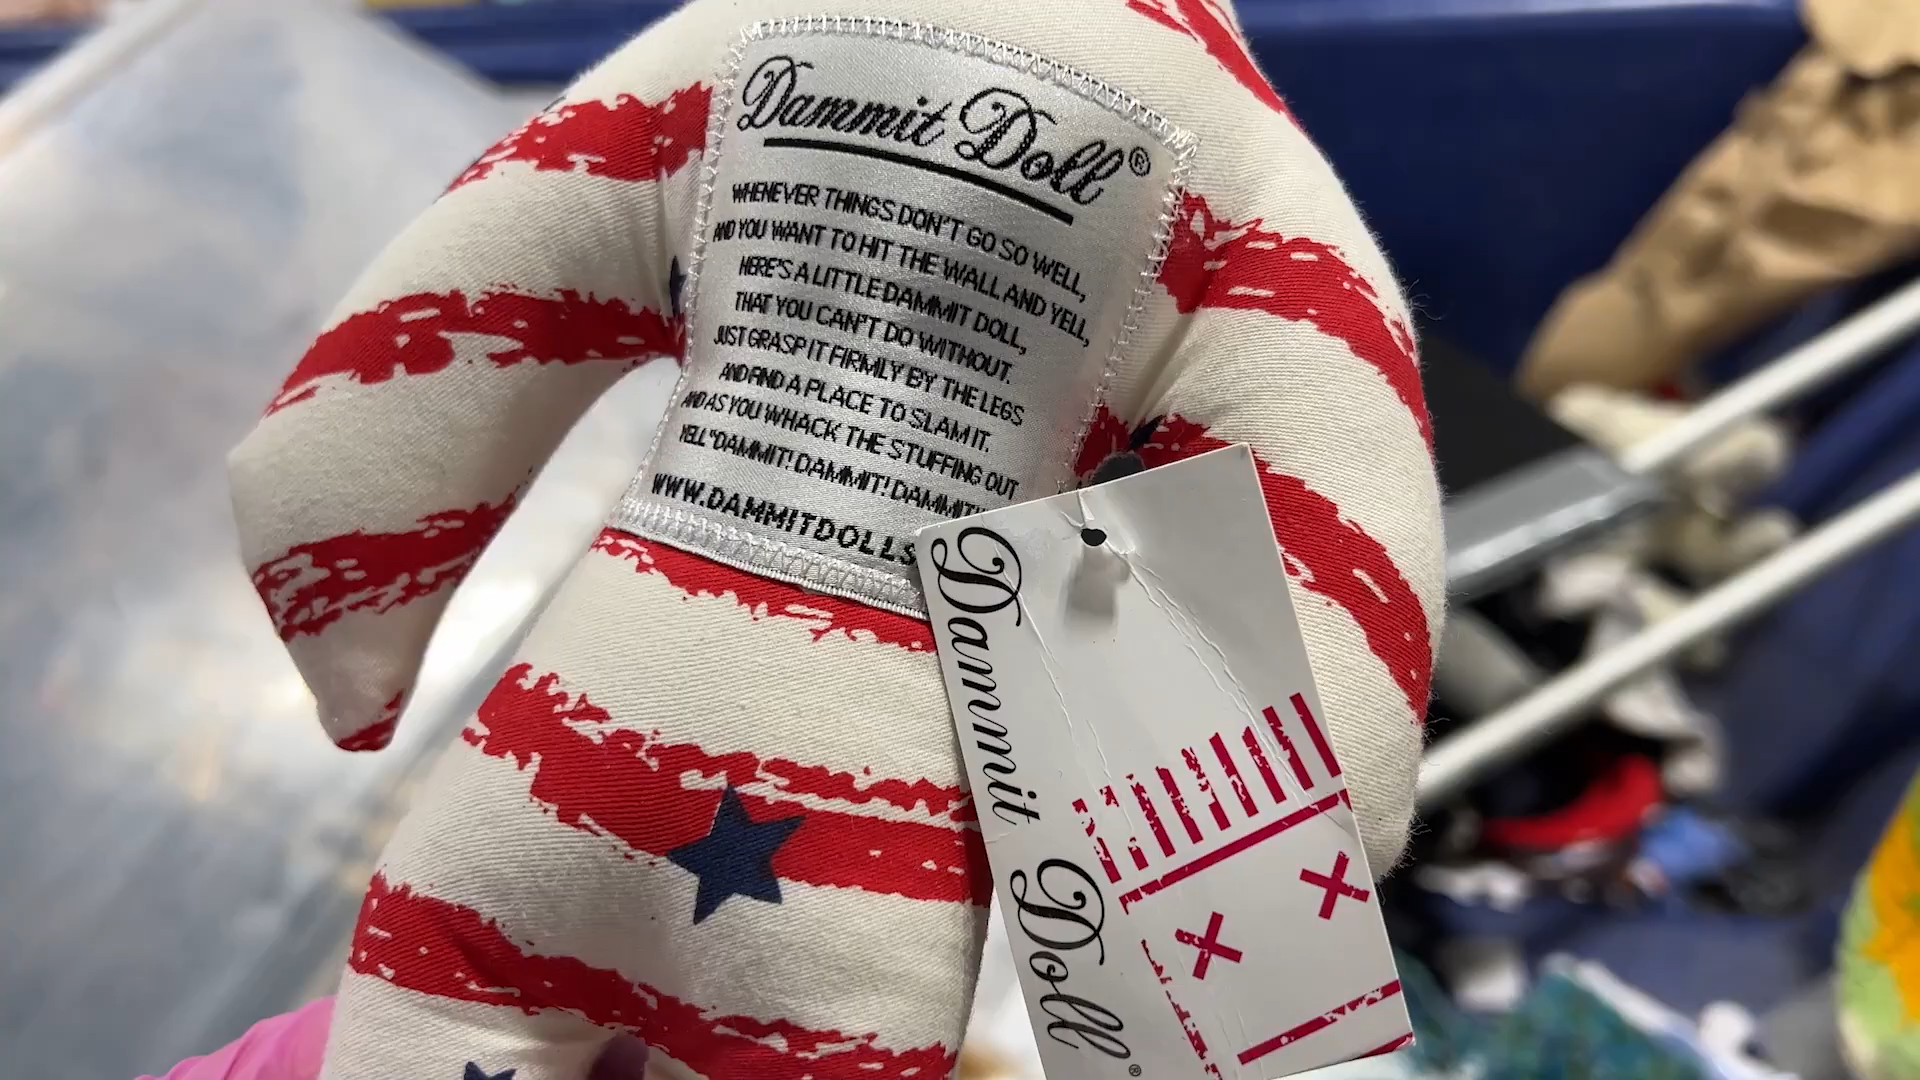 Dammit Doll®
WHENEVER THINGS DON'T GO SO WELL,
AND YOU WANT TO HIT THE WALL AND YELL,
HERE'S A LITTLE DAMMIT DOLL,
THAT YOU CAN'T DO WITHOUT.
JUST GRASP IT FIRMLY BY THE LEGS
AND FIND A PLACE TO SLAM IT.
AND AS YOU WHACK THE STUFFING OUT
YELL "DAMMIT! DAMMIT! DAMMIT!
WWW.DAMMITDOLLS
Dammit Doll®